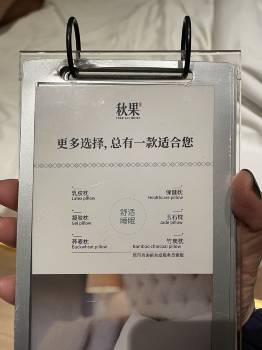 秋果
更多选择,总有一款适合您
乳胶枕
Latex pillow
保健枕
Healthcare pillow
凝胶枕
Gel pillow
舒适
睡眠
玉石枕
Jade pillow
荞麦枕
Buckwheat pillow
竹炭枕
Bamboo charcoal pillow